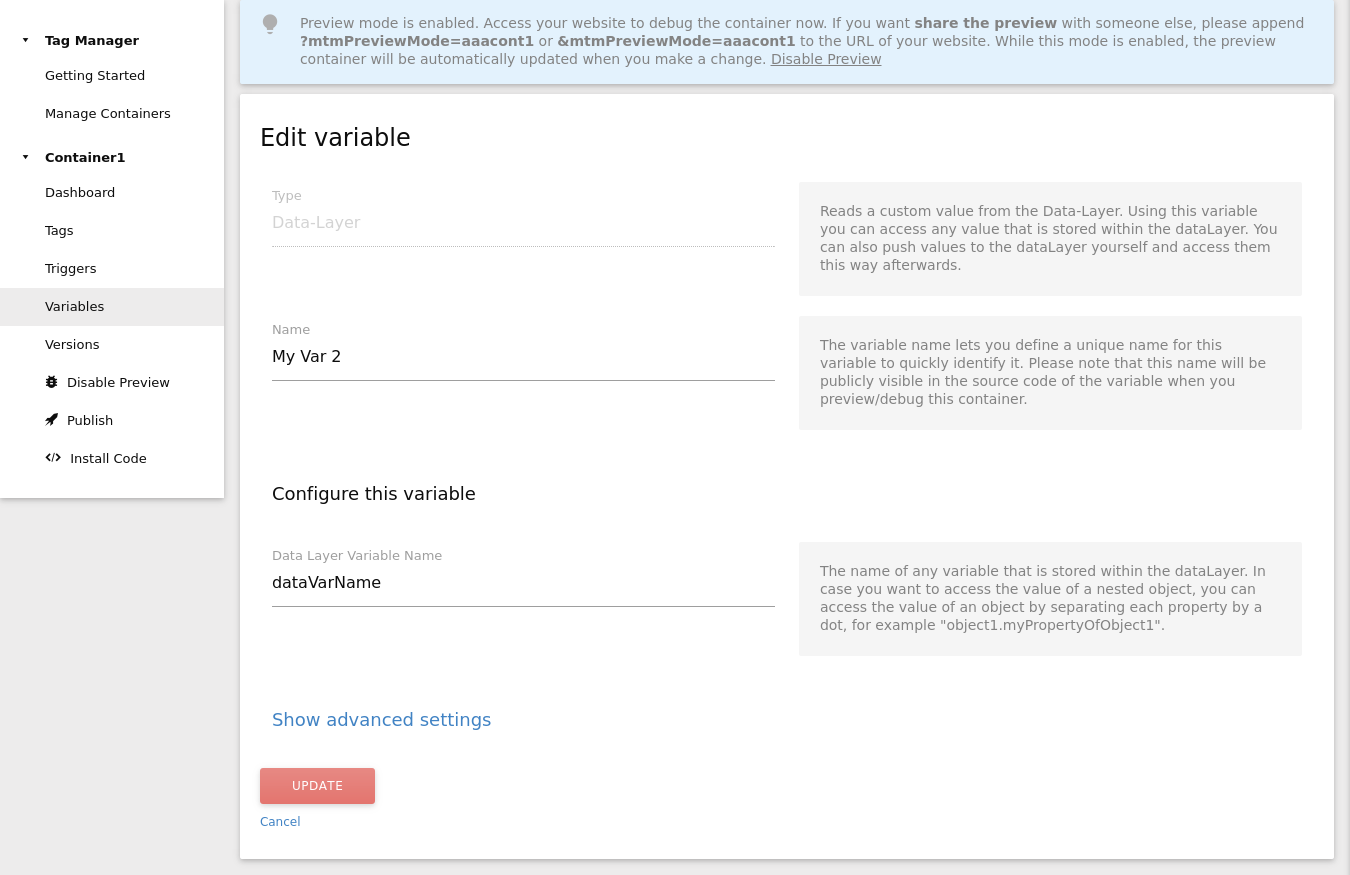 Tag Manager
Getting Started
Manage Containers
Container1
Dashboard
Tags
Triggers
Variables
Versions
Disable Preview
Publish
Install Code
Preview mode is enabled. Access your website to debug the container now. If you want share the preview with someone else, please append
?mtmPreviewMode=aaacont1 or &mtmPreviewMode=aaacont1 to the URL of your website. While this mode is enabled, the preview
container will be automatically updated when you make a change. Disable Preview
Edit variable
Type
Data-Layer
Reads a custom value from the Data-Layer. Using this variable
you can access any value that is stored within the dataLayer. You
can also push values to the dataLayer yourself and access them
this way afterwards.
Name
My Var 2
The variable name lets you define a unique name for this
variable to quickly identify it. Please note that this name will be
publicly visible in the source code of the variable when you
preview/debug this container.
Configure this variable
Data Layer Variable Name
dataVarName
The name of any variable that is stored within the dataLayer. In
case you want to access the value of a nested object, you can
access the value of an object by separating each property by a
dot, for example "object1.myPropertyOfObject1".
Show advanced settings
UPDATE
Cancel